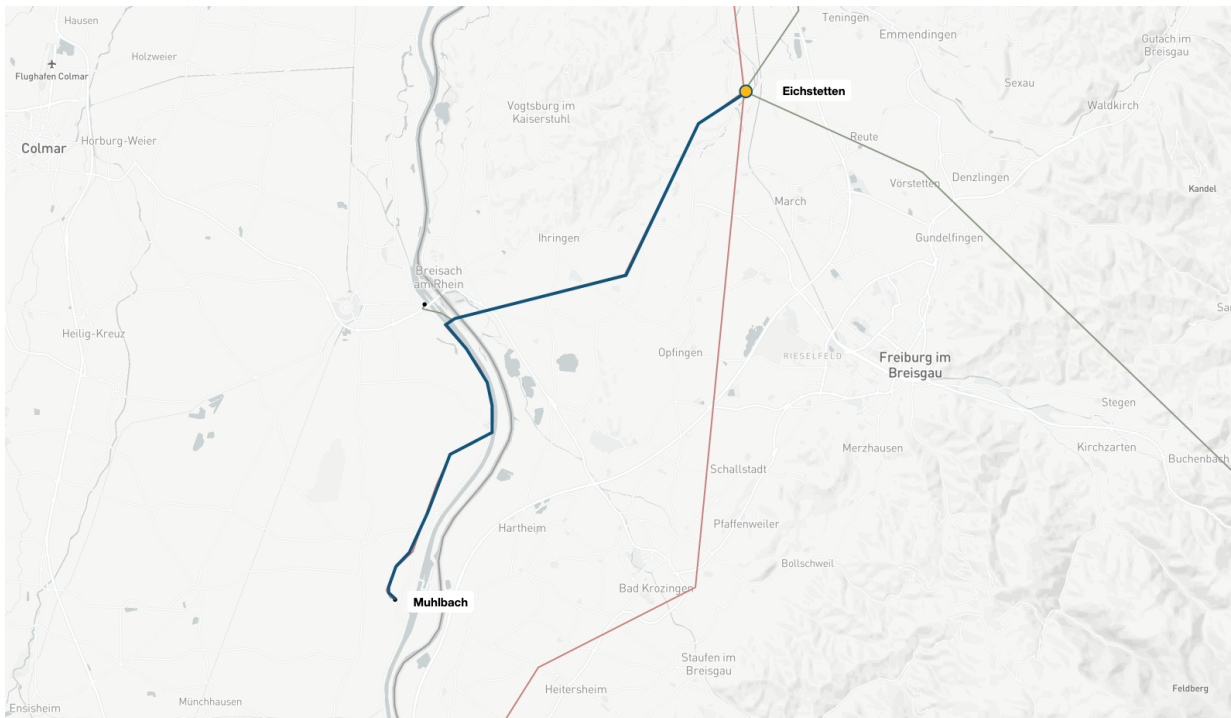 Hausen
Teningen
Emmendingen
Gutach im
Breisgau
Holzweier
Flughafen Colmar
Sexau
Eichstetten
Vogtsburg im
Kaiserstuhl
Waldkirch
Horburg-Weier
Reute
Colmar
Denzlingen
Vörstetten
Kandel
March
Ihringen
Gundelfingen
Breisach
am Rhein
Heilig-Kreuz
Opfingen
RIESELFELD
Freiburg im
Breisgau
Stegen
Kirchzarten
Merzhausen
Buchenbach
Schallstadt
Hartheim
Pfaffenweiler
Bollschweil
Bad Krozingen
Muhlbach
Staufen im
Breisgau
Heitersheim
Feldberg
Münchhausen
Ensisheim